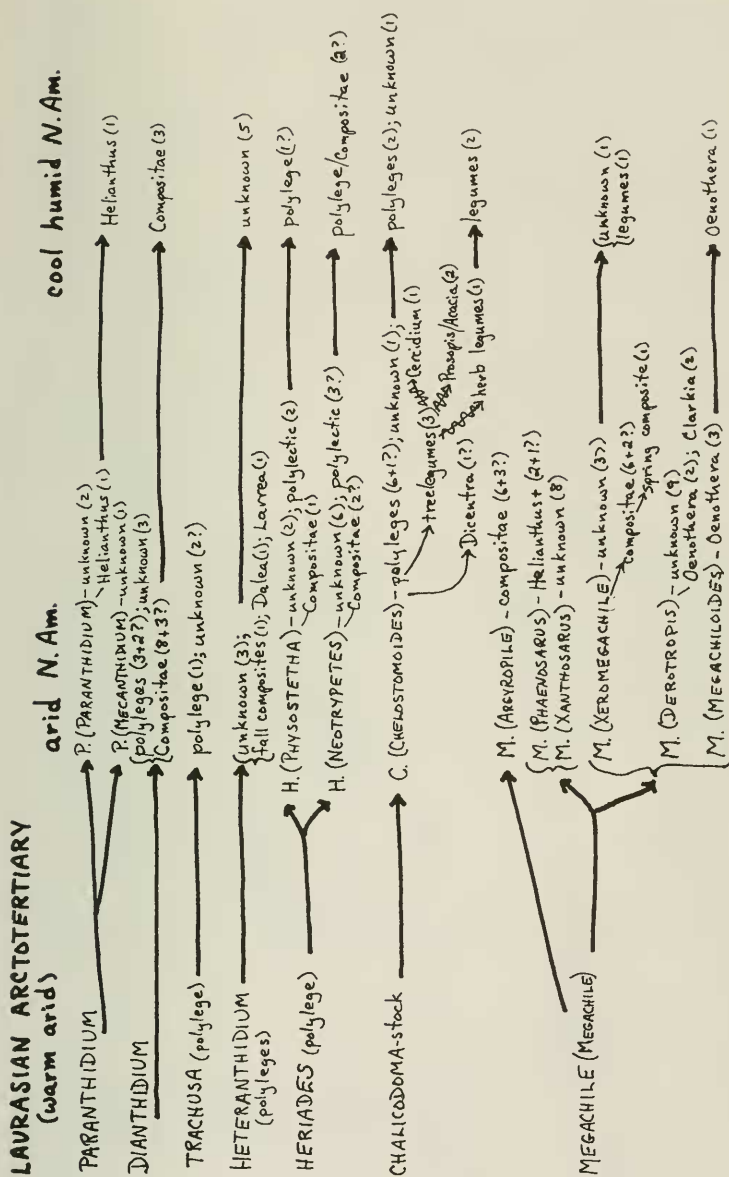 LAURASIAN ARCTOTERTIARY
(warm arid)
arid N. Am.
cool humid N. Am.
PARANTHIDIUM
P. (PARANTHIDIUM) - unknown (2)
Helianthus (1)
Helianthus (1)
P. (MECANTHIDIUM) - unknown (1)
DIANTHIDIUM
{polyleges (3+2?); unknown (3)
{Compositae (8+3?)
Compositae (3)
TRACHUSA (polylege)
polylege (1); unknown (2?)
HETERANTHIDIUM
(polyleges)
{unknown (3);
{fall composites (1); Dalea (1); Larrea (1)
unknown (5)
HERIADES (polylege)
H. (PHYSOSTETHA) - unknown (2); polylectic (2)
Compositae (1)
polylege (1?)
H. (NEOTRYPETES) - unknown (6); polylectic (3?)
Compositae (2?)
polylege/Compositae (2?)
CHALICODOMA-stock
C. (CHELOSTOMOIDES) - polyleges (6+1?); unknown (1);
polyleges (2); unknown (1)
treelegumes (3)
Cercidium (1)
Prosopis/Acacia (2)
Dicentra (1?)
herb legumes (1)
legumes (2)
MEGACHILE (MEGACHILE)
M. (ARGYROPILE) - compositae (6+3?)
{M. (PHAENOSARUS) - Helianthus+ (2+1?)
{M. (XANTHOSARUS) - unknown (8)
(M. (XEROMEGACHILE) - unknown (37)
compositae (6+2?)
spring composite (1)
{unknown (1)
{legumes (1)
M. (DEROTROPIS) - unknown (9)
Oenothera (2); Clarkia (2)
M. (MEGACHILOIDES) - Oenothera (3)
Oenothera (1)